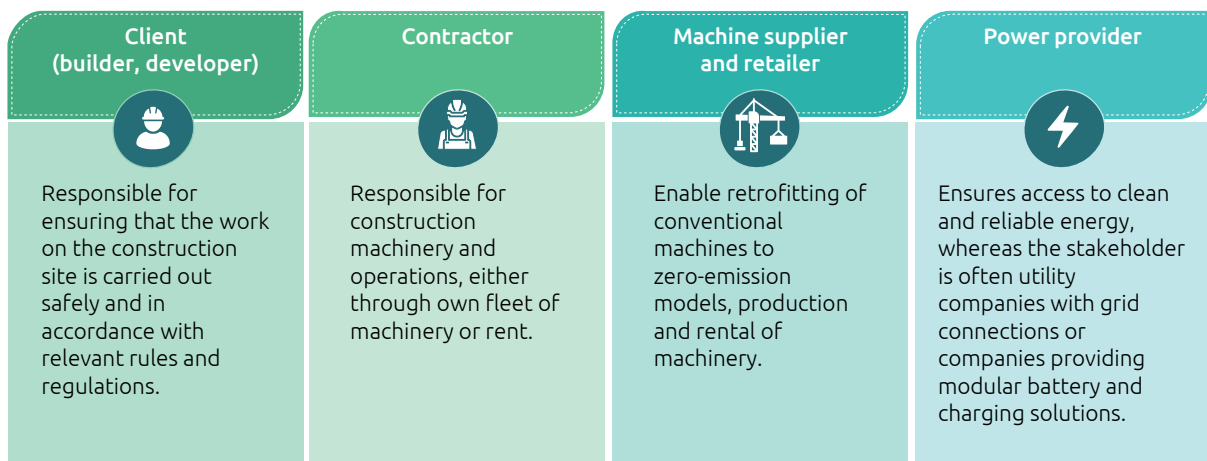 Client
(builder, developer)
Responsible for
ensuring that the work
on the construction
site is carried out
safely and in
accordance with
relevant rules and
regulations.
Contractor
Responsible for
construction
machinery and
operations, either
through own fleet of
machinery or rent.
Machine supplier
and retailer
Enable retrofitting of
conventional
machines to
zero-emission
models, production
and rental of
machinery.
Power provider
Ensures access to clean
and reliable energy,
whereas the stakeholder
is often utility
companies with grid
connections or
companies providing
modular battery and
charging solutions.